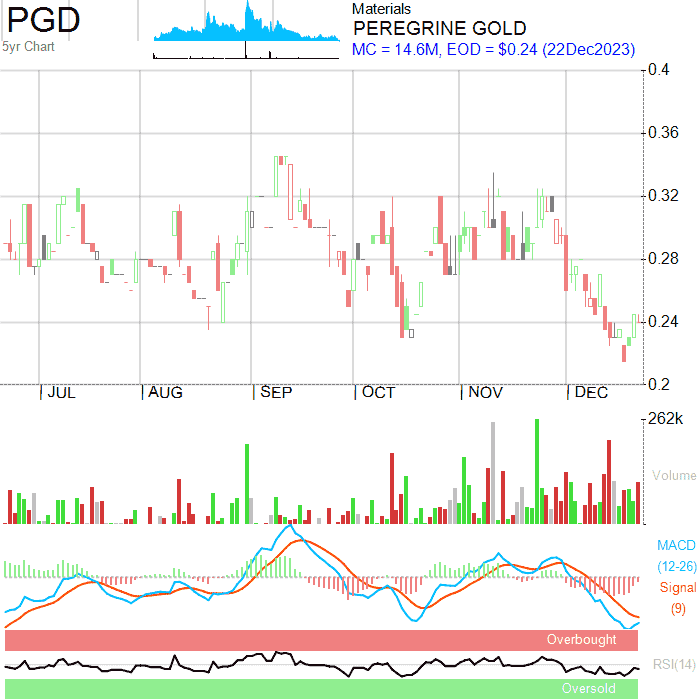 PGD
5yr Chart
Materials
PEREGRINE GOLD
MC = 14.6M, EOD = $0.24 (22Dec2023)
0.4
0.36
0.32
0.28
0.24
0.2
JUL AUG SEP OCT NOV DEC
262k
Volume
MACD
(12-26)
Signal
(9)
Overbought
RSI(14)
Oversold